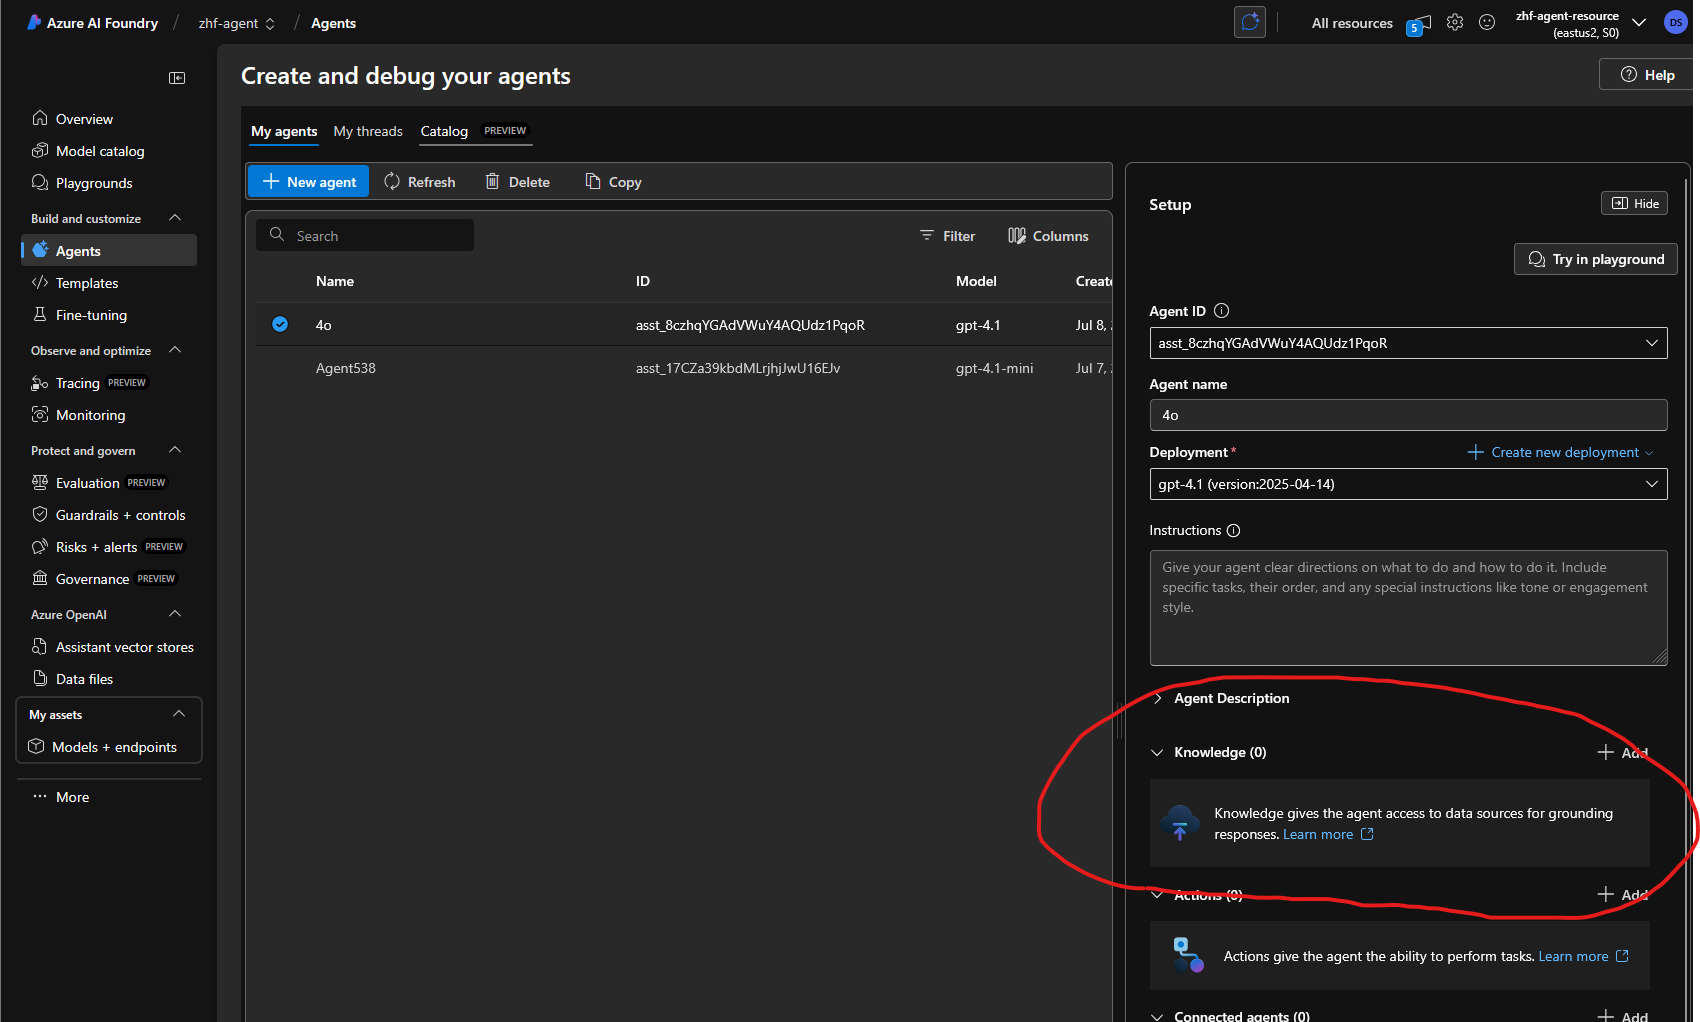 Azure AI Foundry / zhf-agent / Agents
All resources
5
zhf-agent-resource
(eastus2, S0)
DS
Create and debug your agents
Help
Overview
Model catalog
Playgrounds
Build and customize
Agents
Templates
Fine-tuning
Observe and optimize
Tracing PREVIEW
Monitoring
Protect and govern
Evaluation PREVIEW
Guardrails + controls
Risks + alerts PREVIEW
Governance PREVIEW
Azure OpenAI
Assistant vector stores
Data files
My assets
Models + endpoints
More
My agents My threads Catalog PREVIEW
New agent Refresh Delete Copy
Search
Filter Columns
Name ID Model Create
4o asst_8czhqYGAdVWuY4AQUdz1PqoR gpt-4.1 Jul 8,
Agent538 asst_17CZa39kbdMLrjhjJwU16EJv gpt-4.1-mini Jul 7,
Setup
Hide
Try in playground
Agent ID
asst_8czhqYGAdVWuY4AQUdz1PqoR
Agent name
4o
Deployment *
Create new deployment
gpt-4.1 (version:2025-04-14)
Instructions
Give your agent clear directions on what to do and how to do it. Include
specific tasks, their order, and any special instructions like tone or engagement
style.
Agent Description
Knowledge (0) Add
Knowledge gives the agent access to data sources for grounding
responses. Learn more
Actions (0) Add
Actions give the agent the ability to perform tasks. Learn more
Connected agents (0) Add